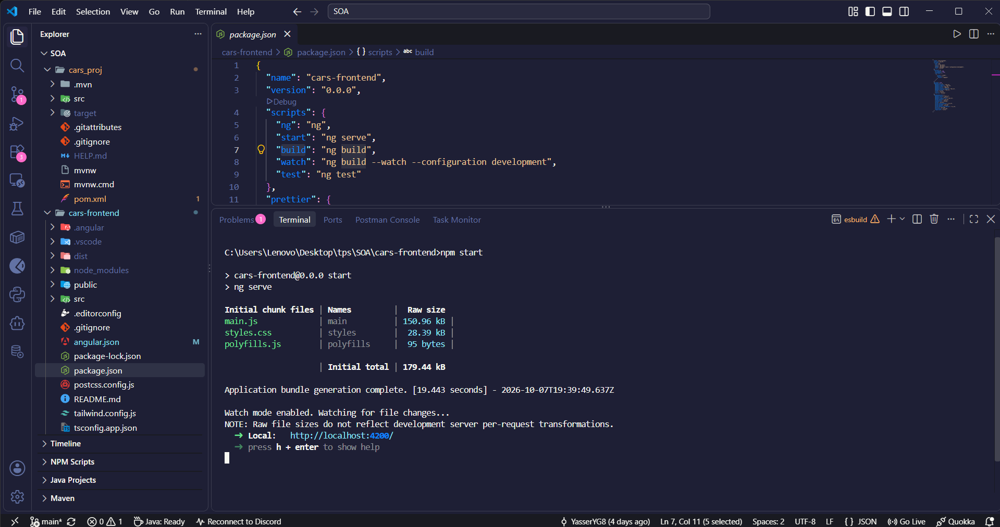 File Edit Selection View Go Run Terminal Help
SOA
Explorer
SOA
cars_proj
.mvn
src
target
.gitattributes
.gitignore
HELP.md
mvnw
mvnw.cmd
pom.xml 1
cars-frontend
.angular
.vscode
dist
node_modules
public
src
.editorconfig
.gitignore
angular.json M
package-lock.json
package.json
postcss.config.js
README.md
tailwind.config.js
tsconfig.app.json
Timeline
NPM Scripts
Java Projects
Maven
1
3
package.json
cars-frontend > package.json > { } scripts > abc build
1 {
2 "name": "cars-frontend",
3 "version": "0.0.0",
Debug
4 "scripts": {
5 "ng": "ng",
6 "start": "ng serve",
7 "build": "ng build",
8 "watch": "ng build --watch --configuration development",
9 "test": "ng test"
10 },
11 "prettier": {
Problems 1 Terminal Ports Postman Console Task Monitor
esbuild
C:\Users\Lenovo\Desktop\tps\SOA\cars-frontend>npm start
> cars-frontend@0.0.0 start
> ng serve
Initial chunk files | Names | Raw size
main.js | main | 150.96 kB |
styles.css | styles | 28.39 kB |
polyfills.js | polyfills | 95 bytes |
| Initial total | 179.44 kB
Application bundle generation complete. [19.443 seconds] - 2026-10-07T19:39:49.637Z
Watch mode enabled. Watching for file changes...
NOTE: Raw file sizes do not reflect development server per-request transformations.
➜ Local: http://localhost:4200/
➜ press h + enter to show help
main* 0 1 Java: Ready Reconnect to Discord
YasserYG8 (4 days ago) Ln 7, Col 11 (5 selected) Spaces: 2 UTF-8 LF { } JSON Go Live Quokka